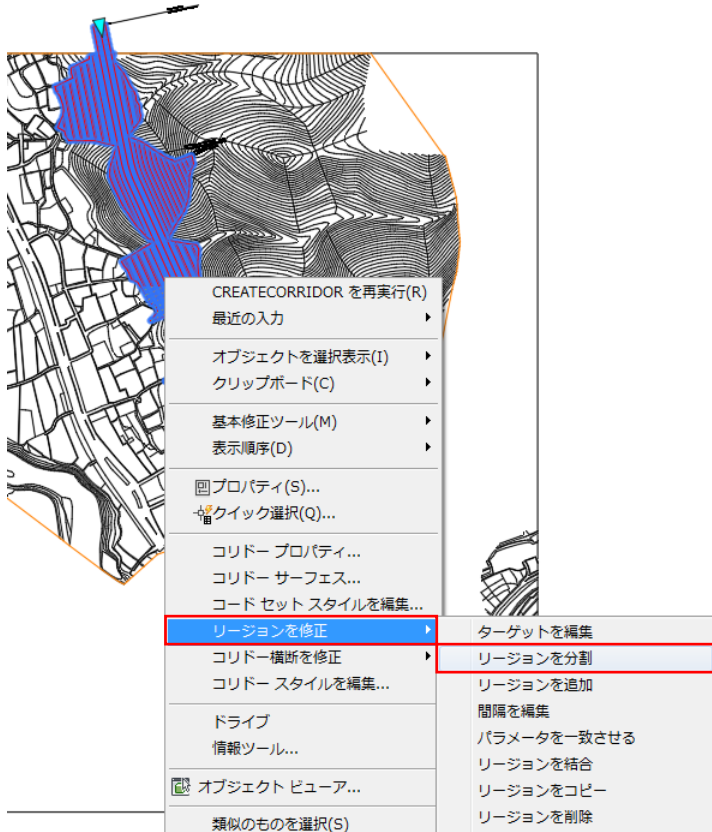 CREATECORRIDOR を再実行(R)
最近の入力
オブジェクトを選択表示(I)
クリップボード(C)
基本修正ツール(M)
表示順序(D)
プロパティ(S)...
クイック選択(Q)...
コリドー プロパティ...
コリドー サーフェス...
コード セット スタイルを編集...
リージョンを修正
コリドー横断を修正
コリドー スタイルを編集...
ドライブ
情報ツール...
オブジェクト ビューア...
類似のものを選択(S)
ターゲットを編集
リージョンを分割
リージョンを追加
間隔を編集
パラメータを一致させる
リージョンを結合
リージョンをコピー
リージョンを削除